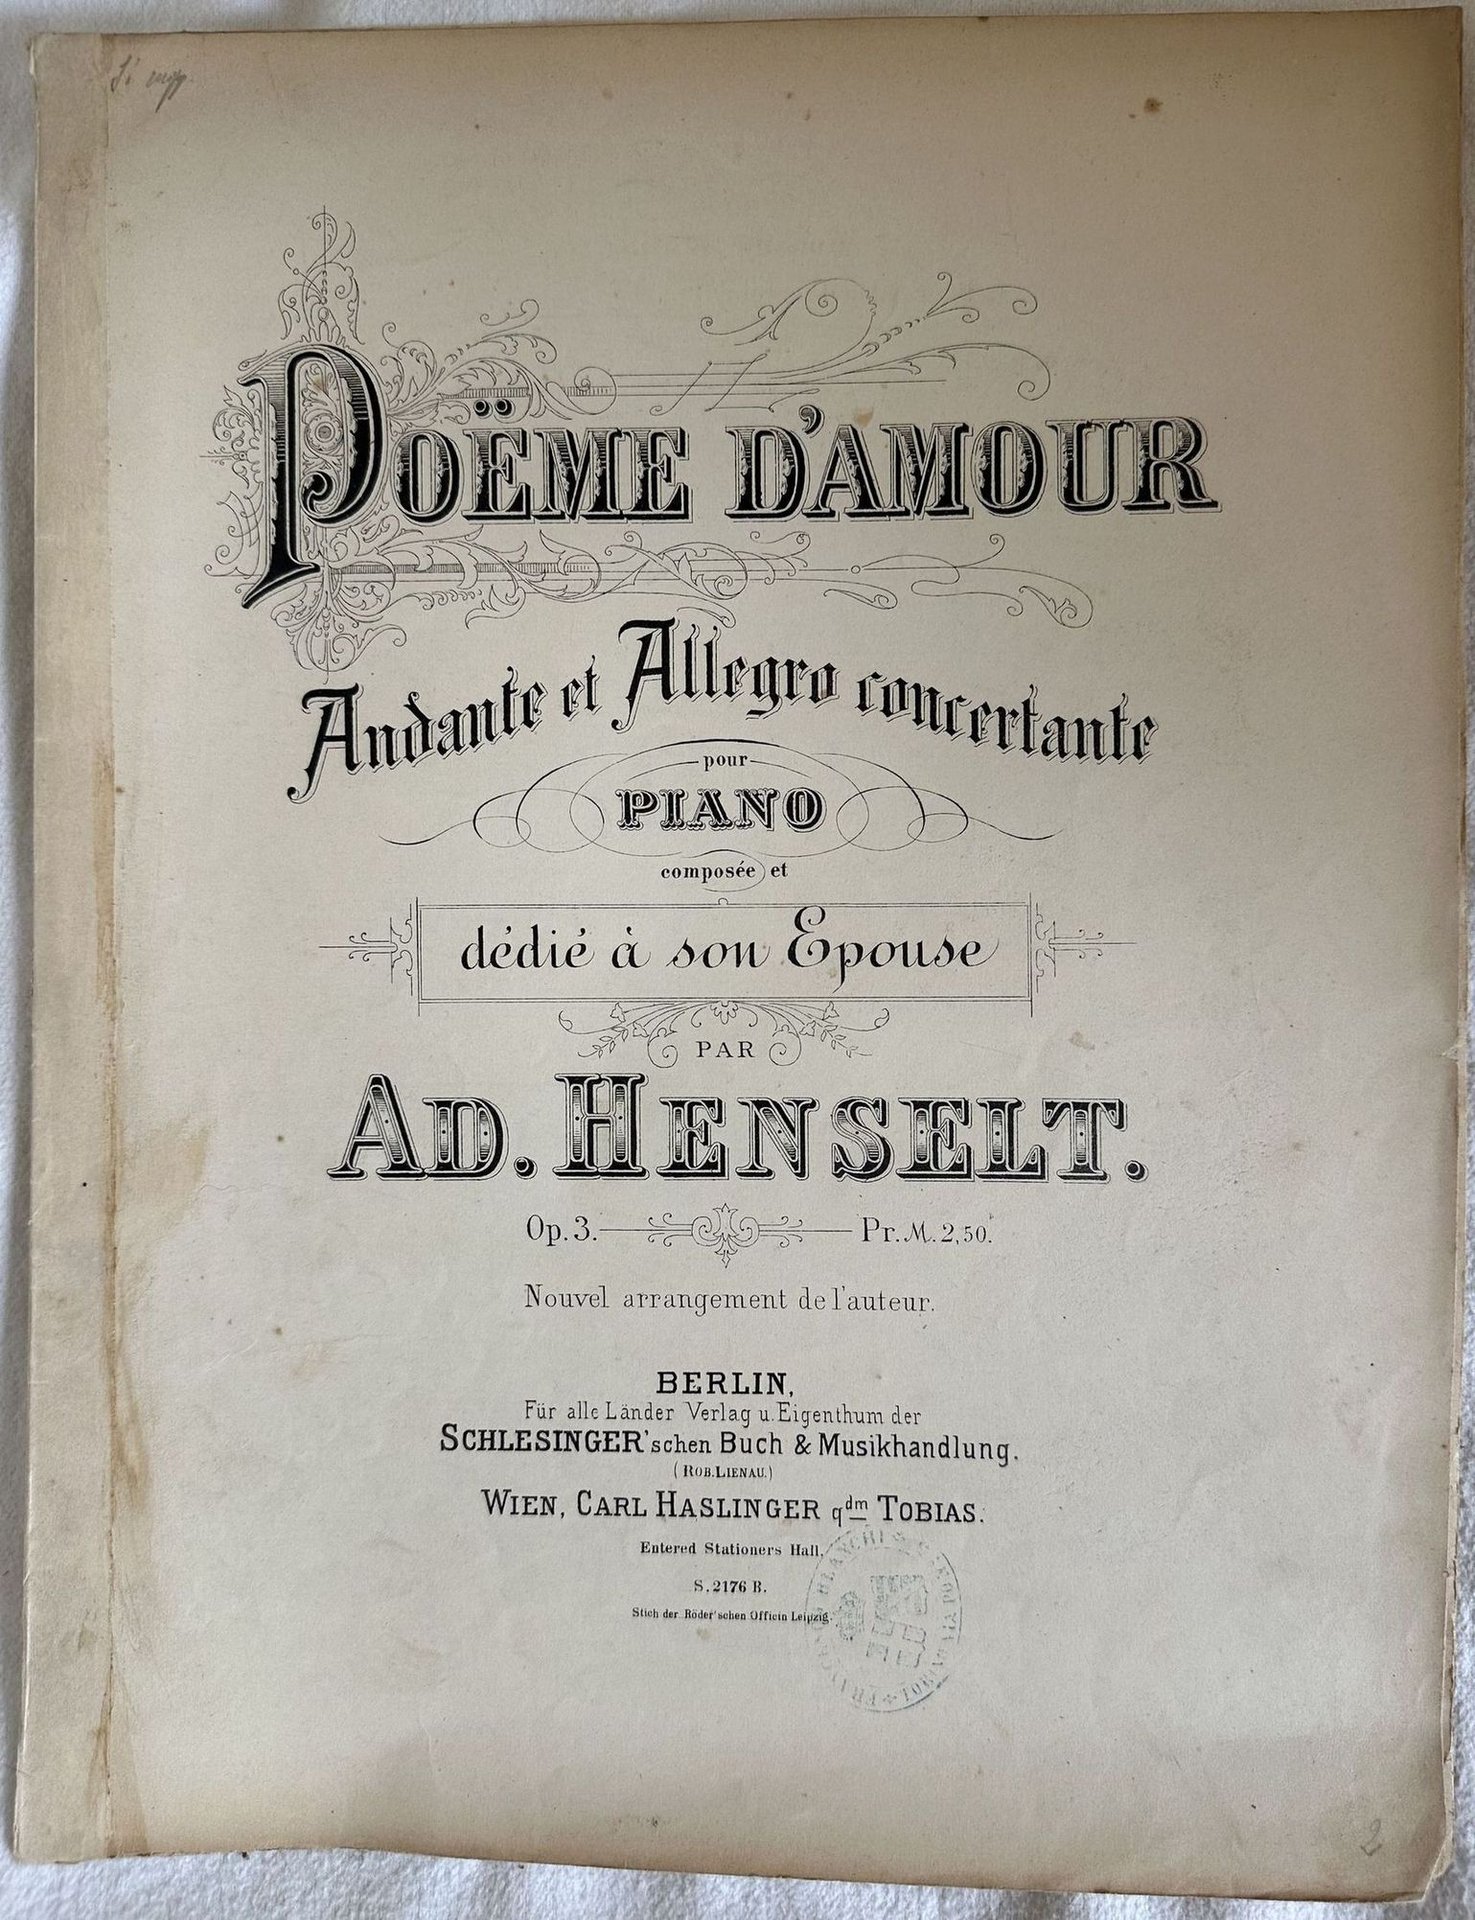 POËME D'AMOUR
Andante et Allegro concertante
pour
PIANO
composée et
dédié à son Epouse
PAR
AD. HENSELT.
Op. 3. Pr. M. 2,50.
Nouvel arrangement de l'auteur.
BERLIN,
Für alle Länder Verlag u. Eigenthum der
SCHLESINGER'schen Buch & Musikhandlung.
(ROB. LIENAU.)
WIEN, CARL HASLINGER qdm TOBIAS.
Entered Stationers Hall.
S. 2176 B.
Stich der Röder'schen Officin Leipzig.
2